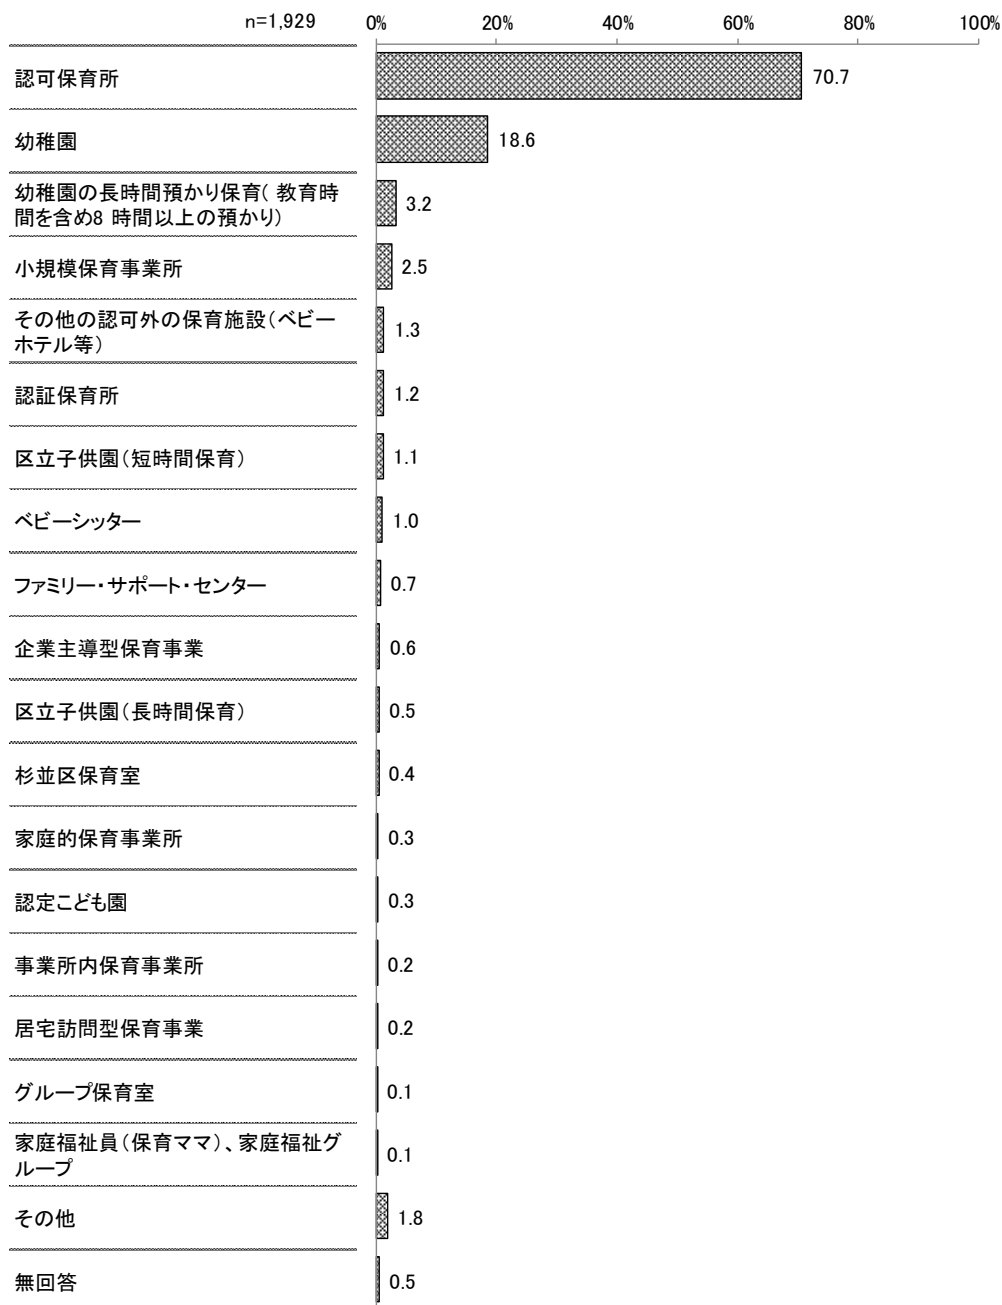 n=1,929
0% 20% 40% 60% 80% 100%
認可保育所 70.7
幼稚園 18.6
幼稚園の長時間預かり保育( 教育時
間を含め8 時間以上の預かり) 3.2
小規模保育事業所 2.5
その他の認可外の保育施設(ベビー
ホテル等) 1.3
認証保育所 1.2
区立子供園(短時間保育) 1.1
ベビーシッター 1.0
ファミリー・サポート・センター 0.7
企業主導型保育事業 0.6
区立子供園(長時間保育) 0.5
杉並区保育室 0.4
家庭的保育事業所 0.3
認定こども園 0.3
事業所内保育事業所 0.2
居宅訪問型保育事業 0.2
グループ保育室 0.1
家庭福祉員(保育ママ)、家庭福祉グ
ループ 0.1
その他 1.8
無回答 0.5